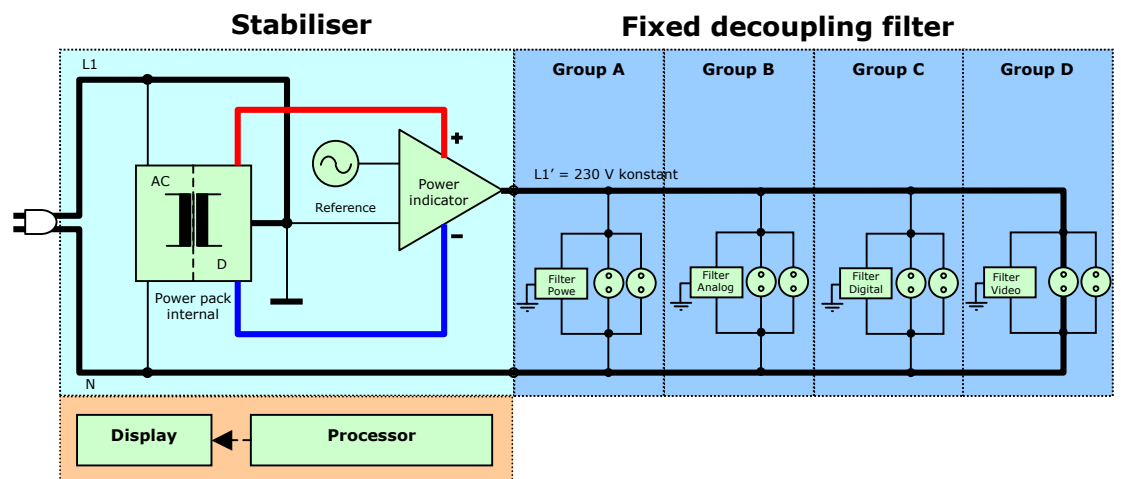 Stabiliser
Fixed decoupling filter
L1
Group A
Group B
Group C
Group D
+
AC
Power
indicator
L1’ = 230 V konstant
Reference
−
D
Power pack
internal
Filter
Powe
Filter
Analog
Filter
Digital
Filter
Video
N
Display
Processor